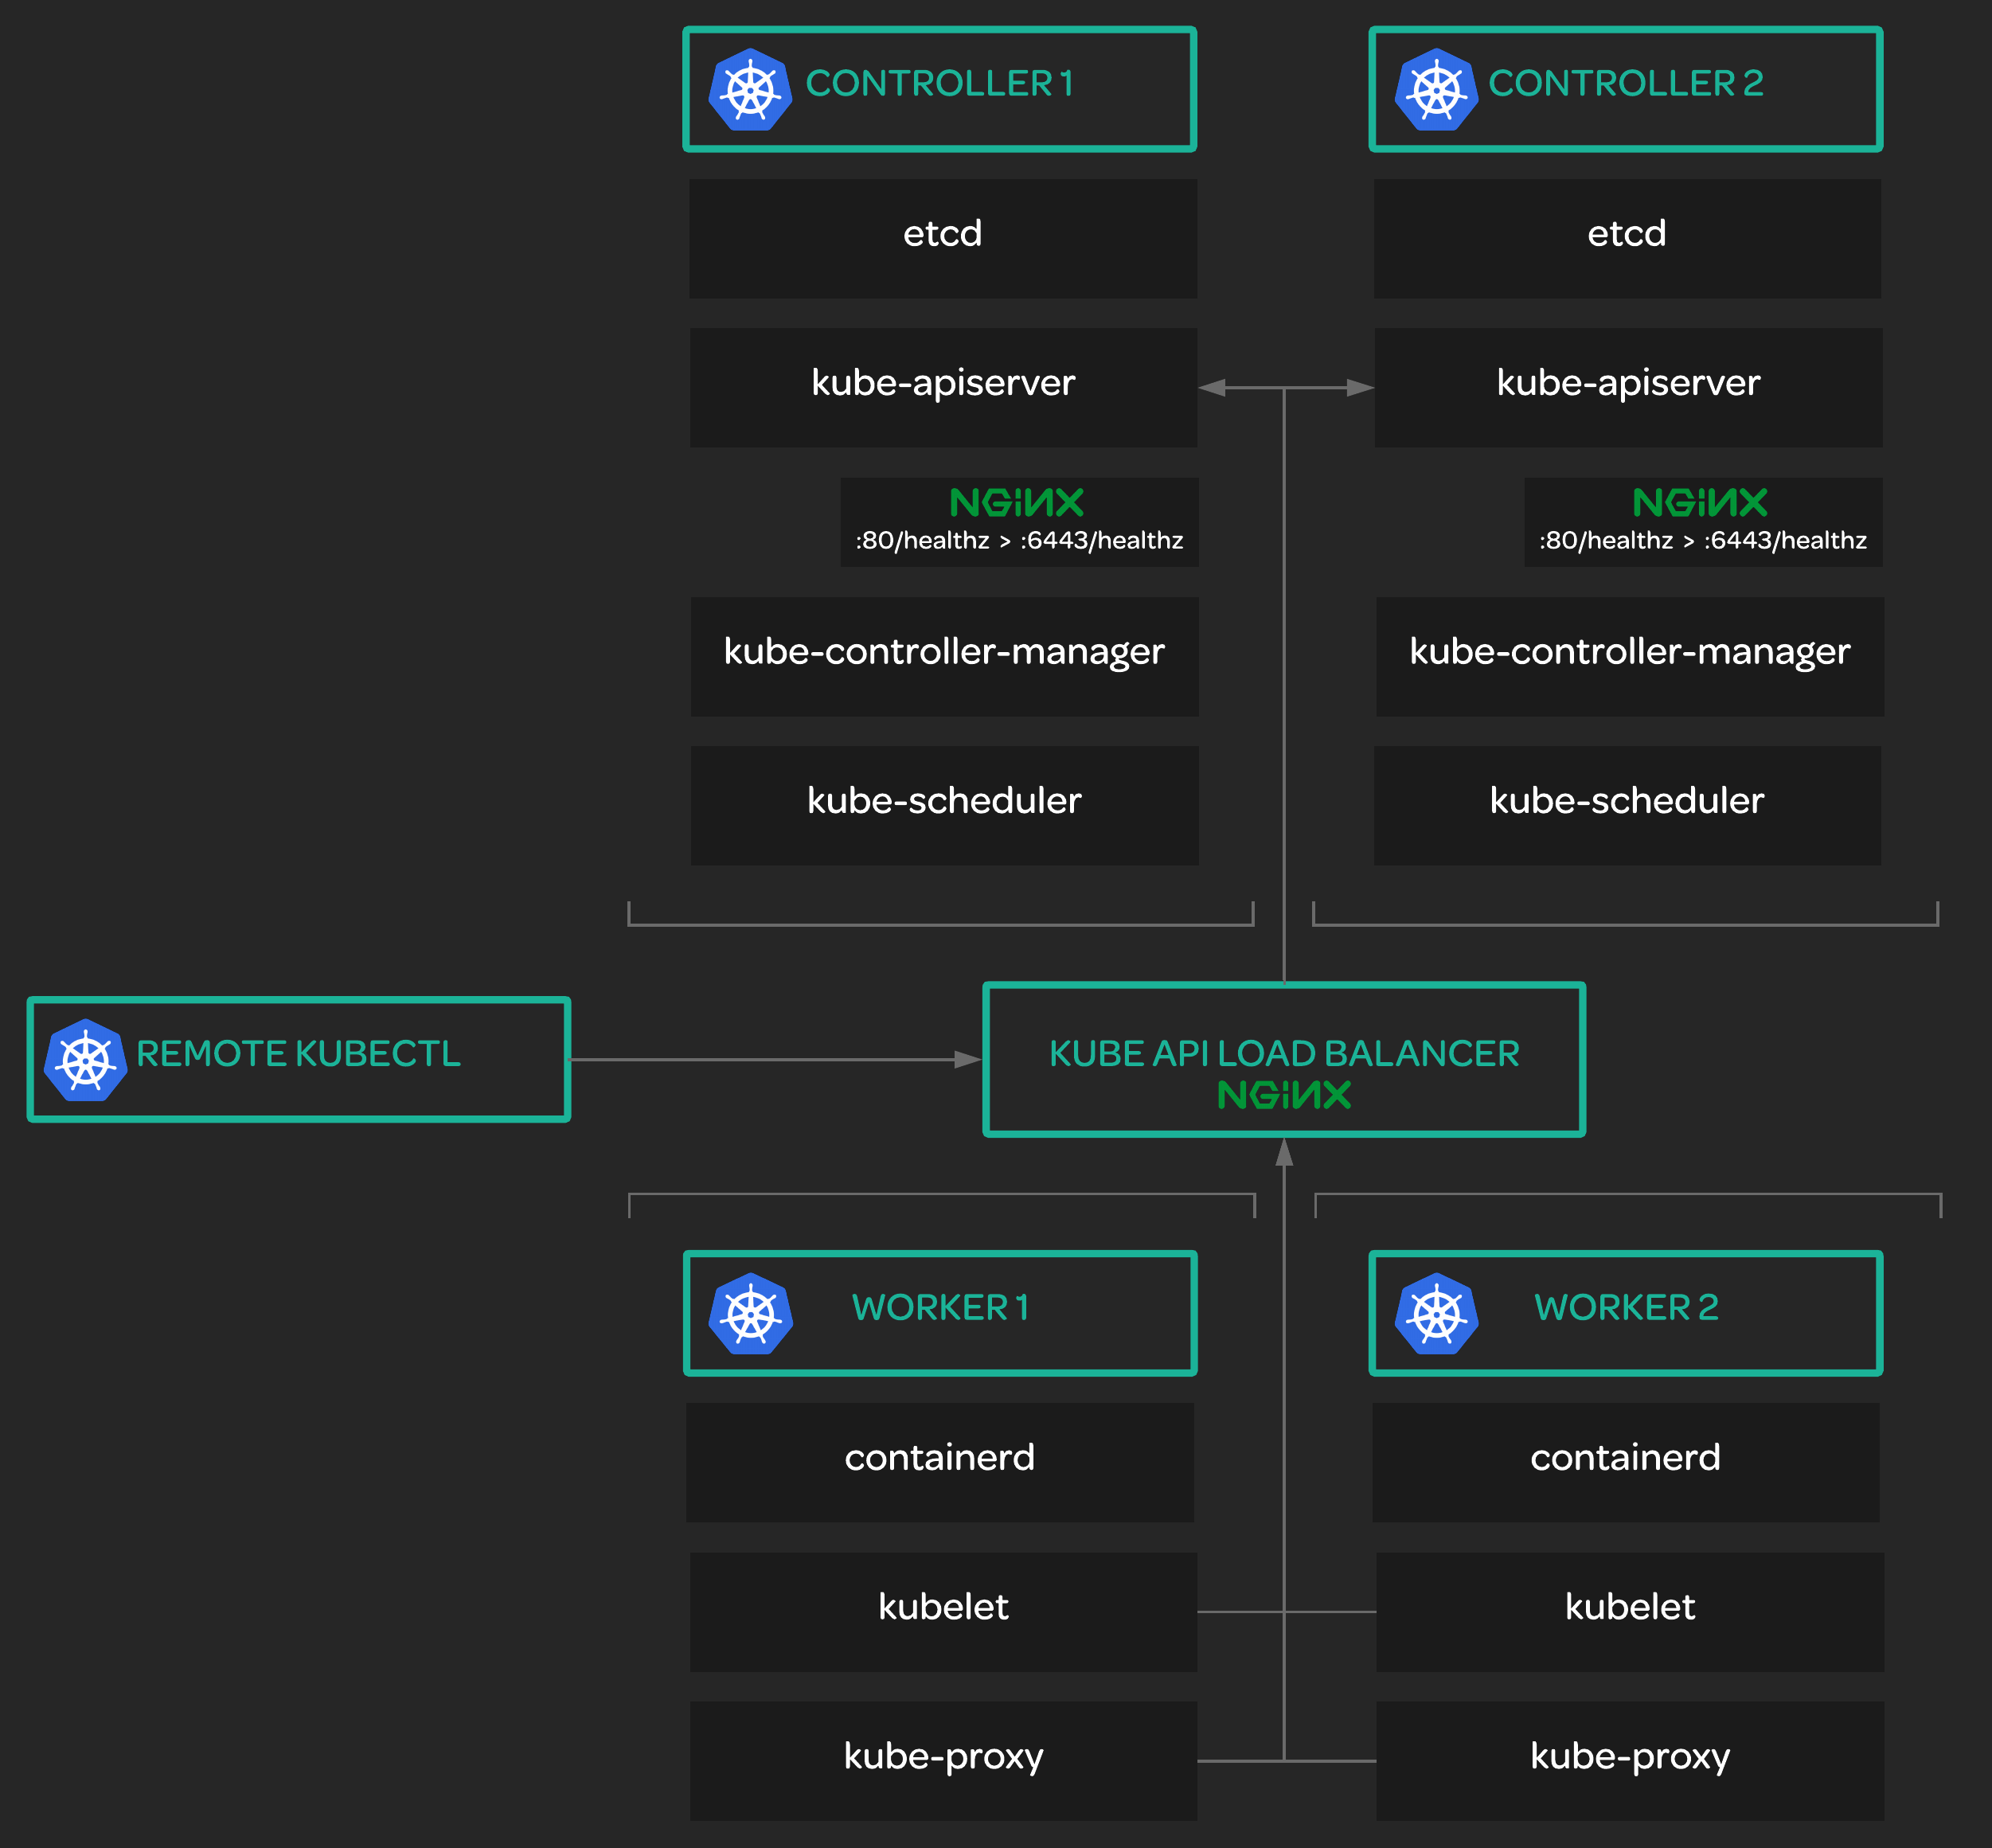 CONTROLLER 1
etcd
kube-apiserver
NGINX
:80/healthz > :6443/healthz
kube-controller-manager
kube-scheduler
CONTROLLER 2
etcd
kube-apiserver
NGINX
:80/healthz > :6443/healthz
kube-controller-manager
kube-scheduler
REMOTE KUBECTL
KUBE API LOAD BALLANCER
NGINX
WORKER 1
containerd
kubelet
kube-proxy
WORKER 2
containerd
kubelet
kube-proxy